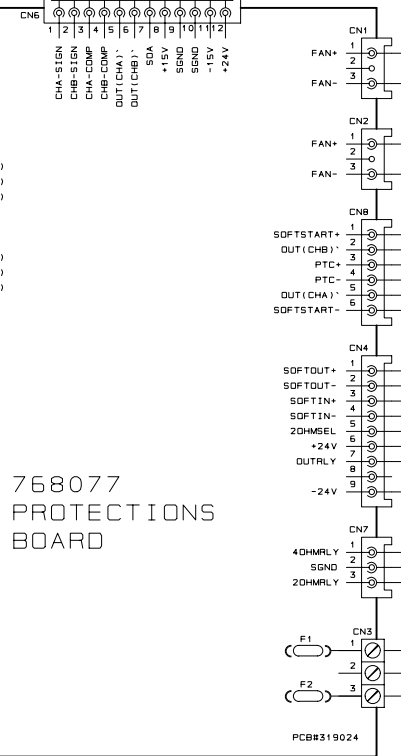 CN6
1 2 3 4 5 6 7 8 9 10 11 12
CHA-SIGN
CHB-SIGN
CHA-COMP
CHB-COMP
OUT(CHA)`
OUT(CHB)`
SOA
+15V
SGND
SGND
-15V
+24V
CN1
FAN+ 1
2
FAN- 3
CN2
FAN+ 1
2
FAN- 3
CN8
SOFTSTART+ 1
OUT(CHB)` 2
PTC+ 3
PTC- 4
OUT(CHA)` 5
SOFTSTART- 6
CN4
SOFTOUT+ 1
SOFTOUT- 2
SOFTIN+ 3
SOFTIN- 4
2OHMSEL 5
+24V 6
OUTRLY 7
8
-24V 9
768077
PROTECTIONS
BOARD
CN7
4OHMRLY 1
SGND 2
2OHMRLY 3
CN3
F1 1
2
F2 3
PCB#319024